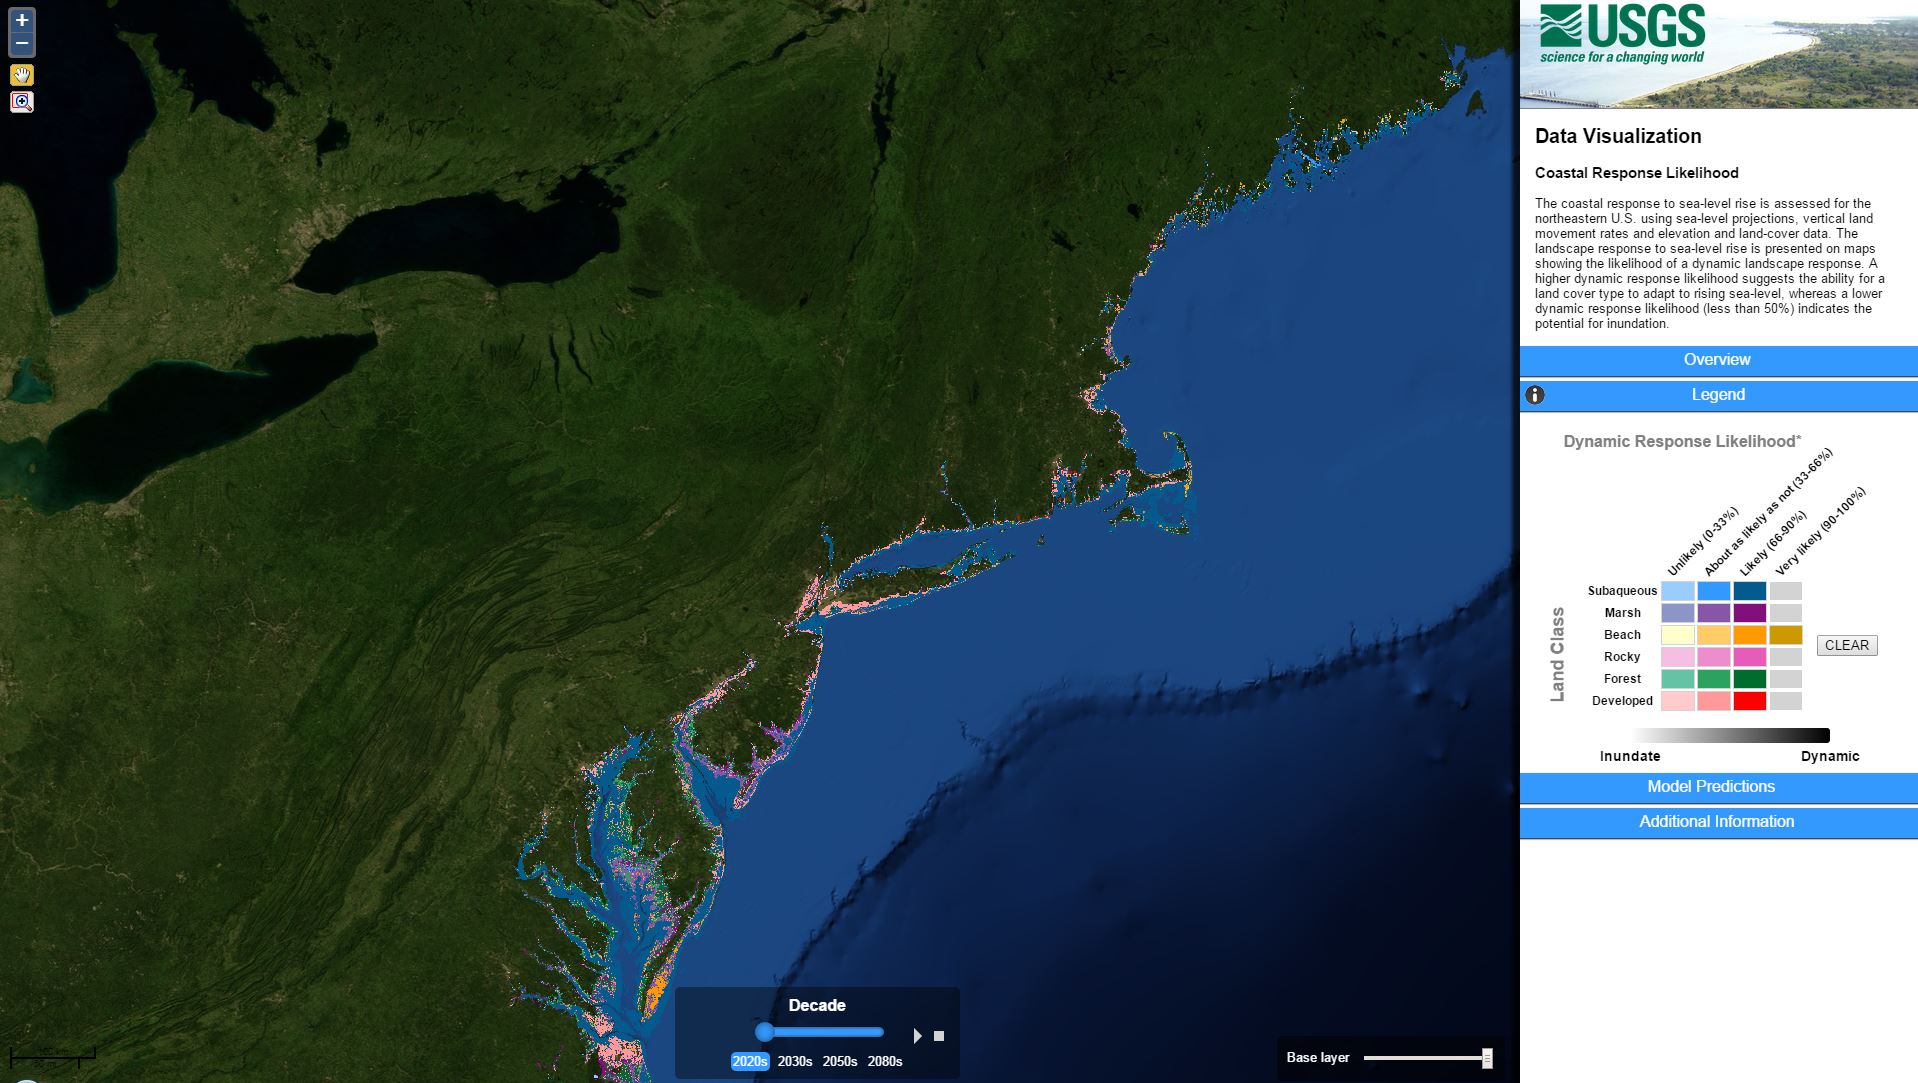 +
−
USGS
science for a changing world
Data Visualization
Coastal Response Likelihood
The coastal response to sea-level rise is assessed for the
northeastern U.S. using sea-level projections, vertical land
movement rates and elevation and land-cover data. The
landscape response to sea-level rise is presented on maps
showing the likelihood of a dynamic landscape response. A
higher dynamic response likelihood suggests the ability for a
land cover type to adapt to rising sea-level, whereas a lower
dynamic response likelihood (less than 50%) indicates the
potential for inundation.
Overview
Legend
Dynamic Response Likelihood*
Unlikely (0-33%)
About as likely as not (33-66%)
Likely (66-90%)
Very likely (90-100%)
Land Class
Subaqueous
Marsh
Beach
Rocky
Forest
Developed
CLEAR
Inundate Dynamic
Model Predictions
Additional Information
Decade
2020s 2030s 2050s 2080s
Base layer